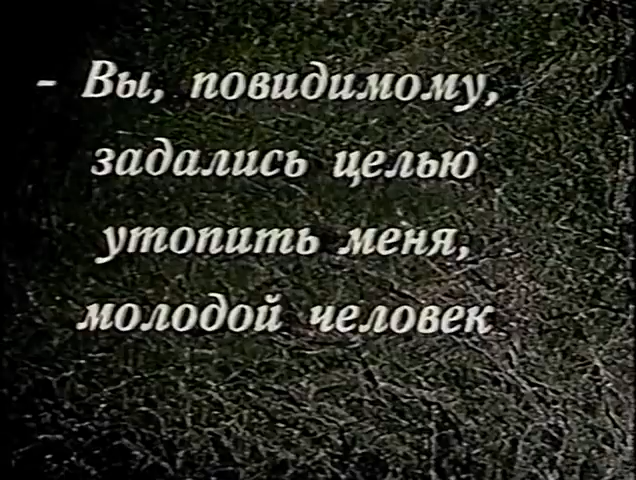 - Вы, повидимому,
задались целью
утопить меня,
молодой человек